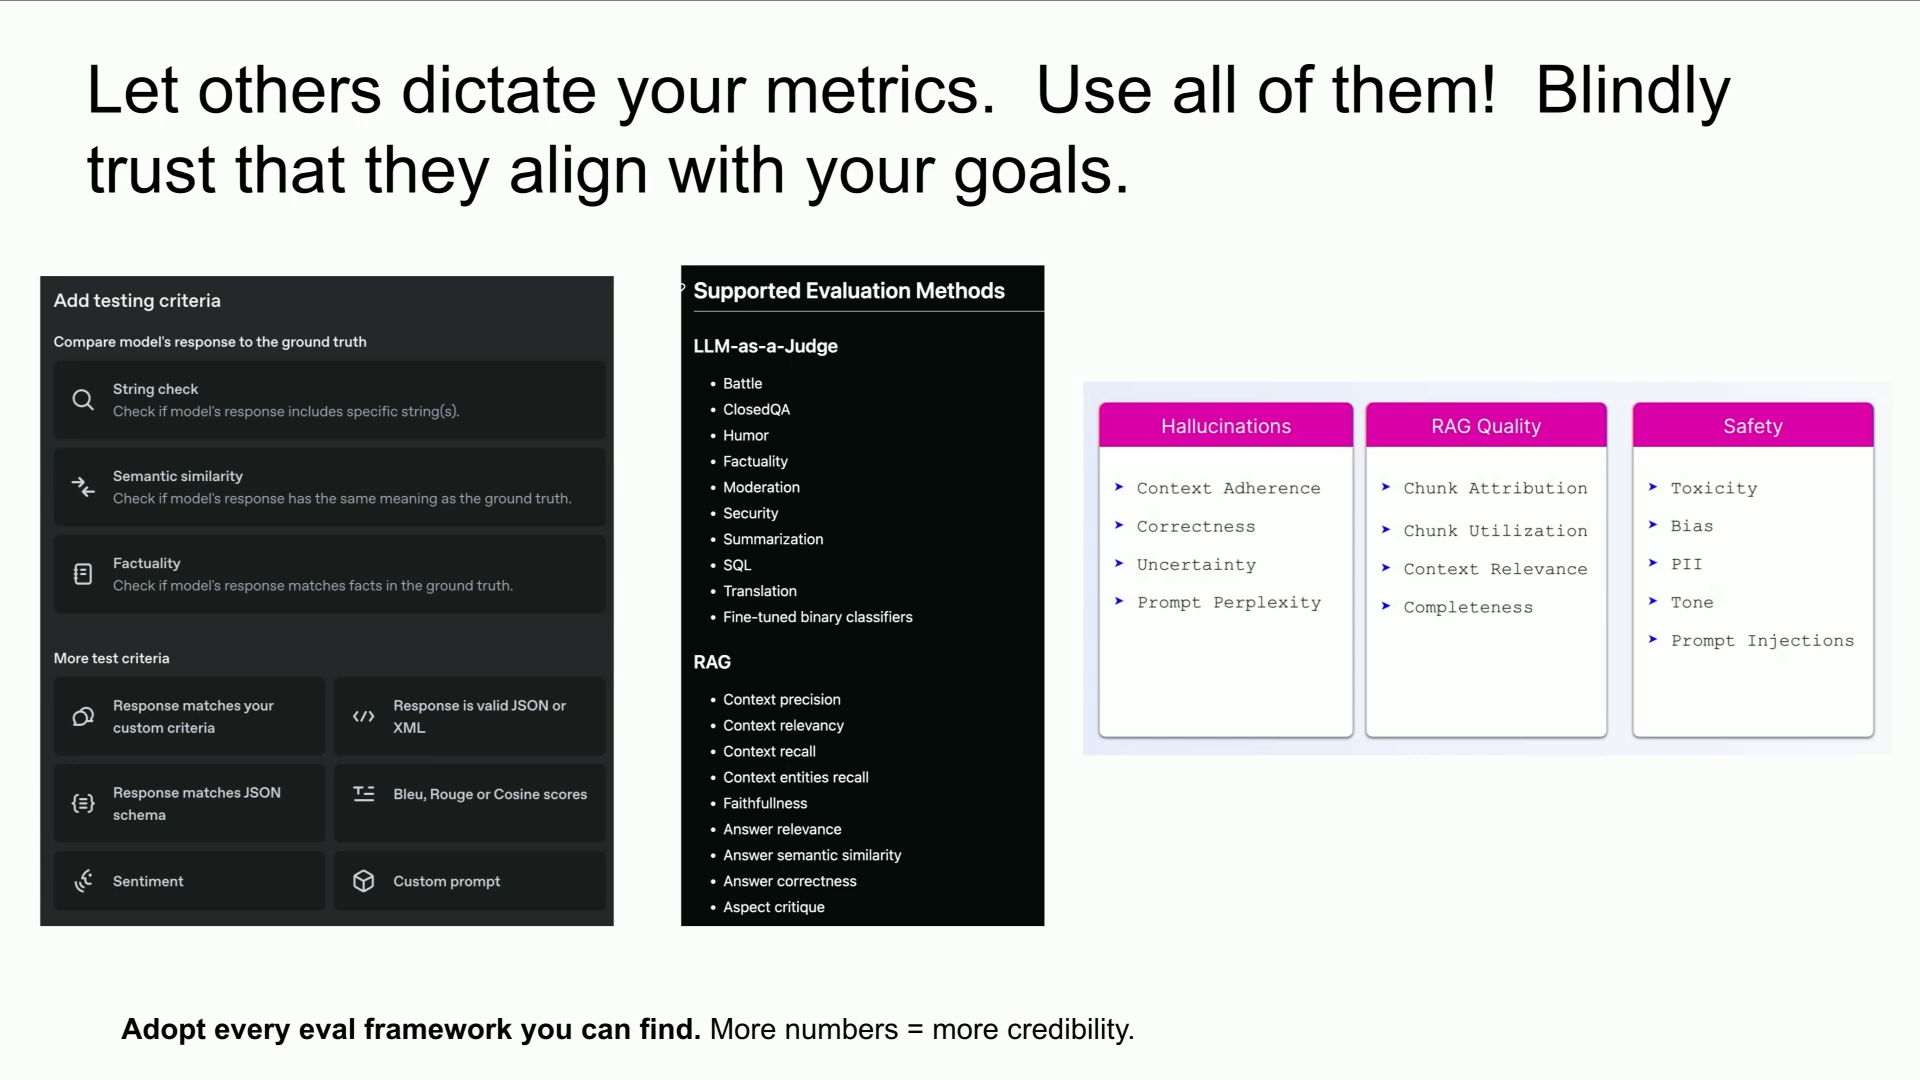 Let others dictate your metrics.  Use all of them!  Blindly
trust that they align with your goals.
Add testing criteria
Compare model's response to the ground truth
String check
Check if model's response includes specific string(s).
Semantic similarity
Check if model's response has the same meaning as the ground truth.
Factuality
Check if model's response matches facts in the ground truth.
More test criteria
Response matches your
custom criteria
Response is valid JSON or
XML
Response matches JSON
schema
Bleu, Rouge or Cosine scores
Sentiment
Custom prompt
Supported Evaluation Methods
LLM-as-a-Judge
• Battle
• ClosedQA
• Humor
• Factuality
• Moderation
• Security
• Summarization
• SQL
• Translation
• Fine-tuned binary classifiers
RAG
• Context precision
• Context relevancy
• Context recall
• Context entities recall
• Faithfullness
• Answer relevance
• Answer semantic similarity
• Answer correctness
• Aspect critique
Hallucinations
➤ Context Adherence
➤ Correctness
➤ Uncertainty
➤ Prompt Perplexity
RAG Quality
➤ Chunk Attribution
➤ Chunk Utilization
➤ Context Relevance
➤ Completeness
Safety
➤ Toxicity
➤ Bias
➤ PII
➤ Tone
➤ Prompt Injections
Adopt every eval framework you can find. More numbers = more credibility.